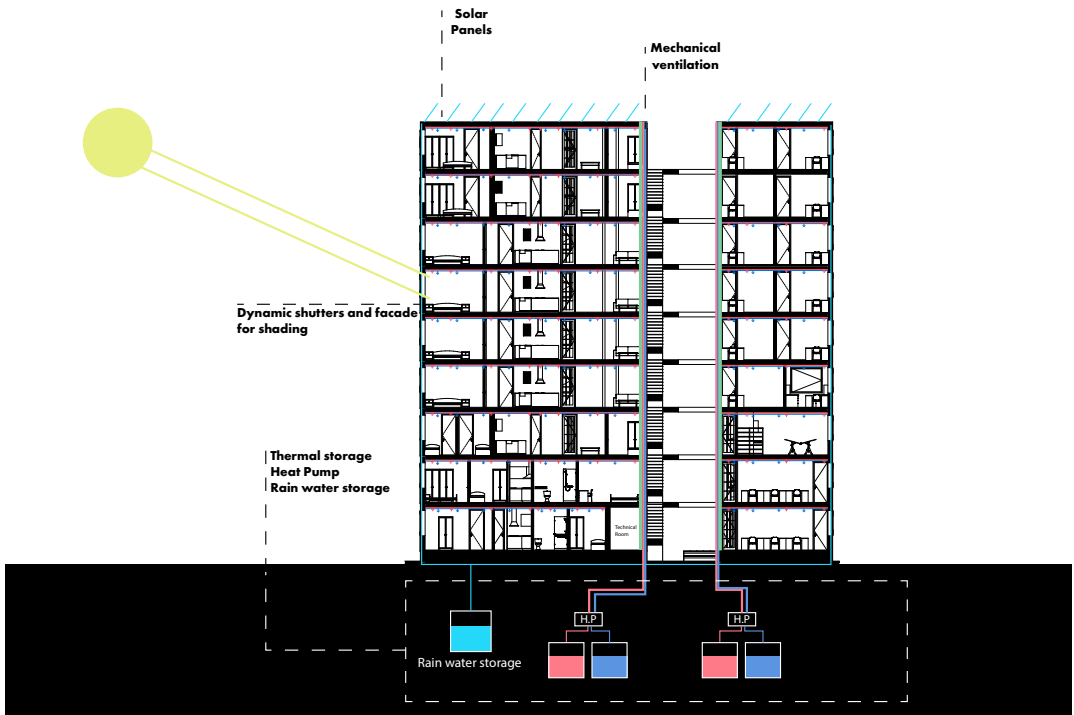 Solar
Panels
Mechanical
ventilation
Dynamic shutters and facade
for shading
Thermal storage
Heat Pump
Rain water storage
Technical
Room
H.P
H.P
Rain water storage